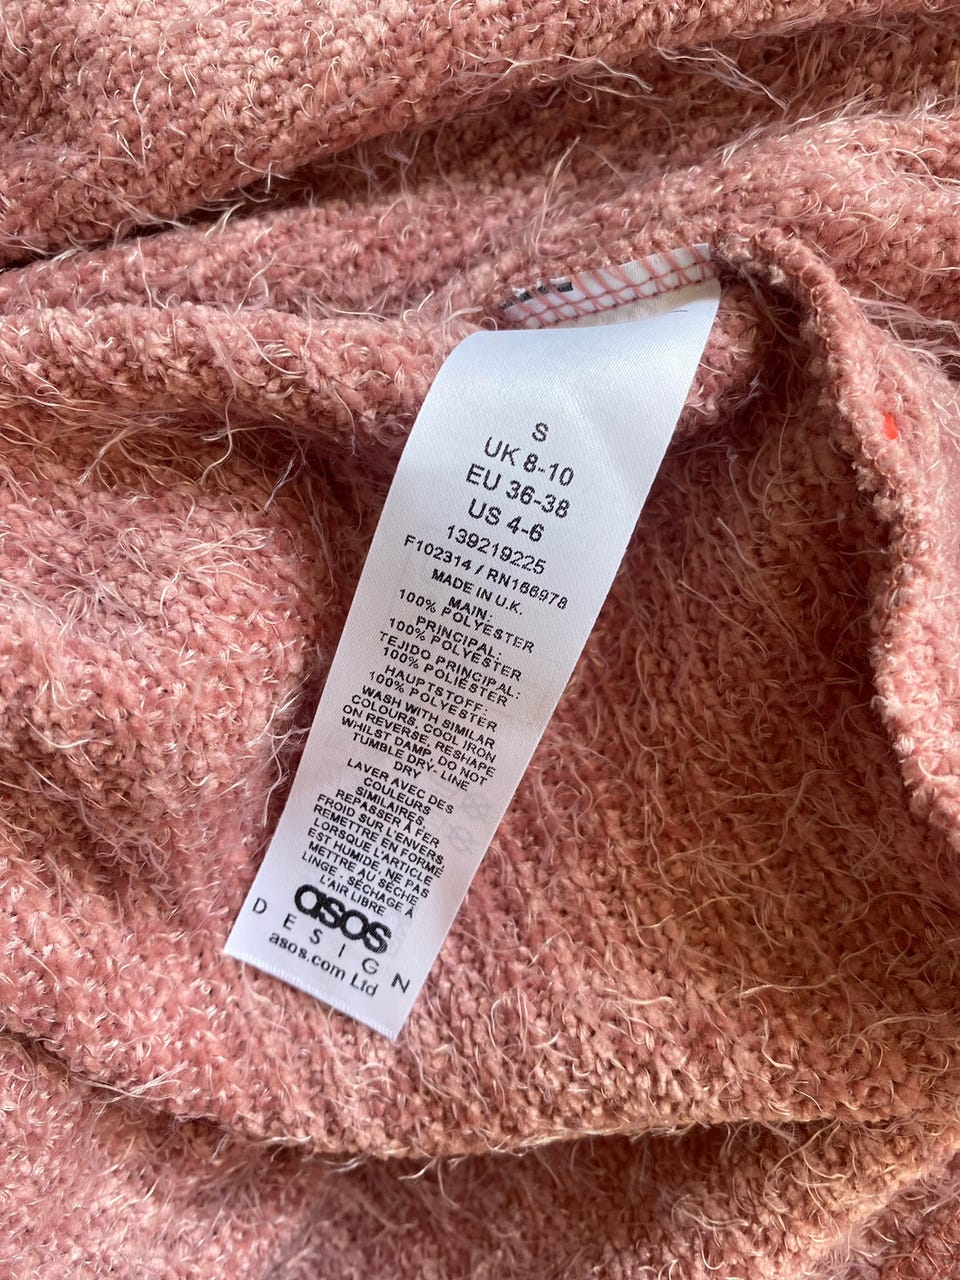 S
UK 8-10
EU 36-38
US 4-6
139219225
F102314 / RN166978
MADE IN U.K.
MAIN:
100% POLYESTER
PRINCIPAL:
100% POLYESTER
TEJIDO PRINCIPAL:
100% POLIÉSTER
HAUPTSTOFF:
100% POLYESTER
WASH WITH SIMILAR
COLOURS, COOL IRON
ON REVERSE, RESHAPE
WHILST DAMP, DO NOT
TUMBLE DRY- LINE
DRY
LAVER AVEC DES
COULEURS
SIMILAIRES,
REPASSER À FER
FROID SUR L'ENVERS,
REMETTRE EN FORME
LORSQUE L'ARTICLE
EST HUMIDE, NE PAS
METTRE AU SÈCHE
LINGE - SÉCHAGE À
L'AIR LIBRE
asos
DESIGN
asos.com Ltd